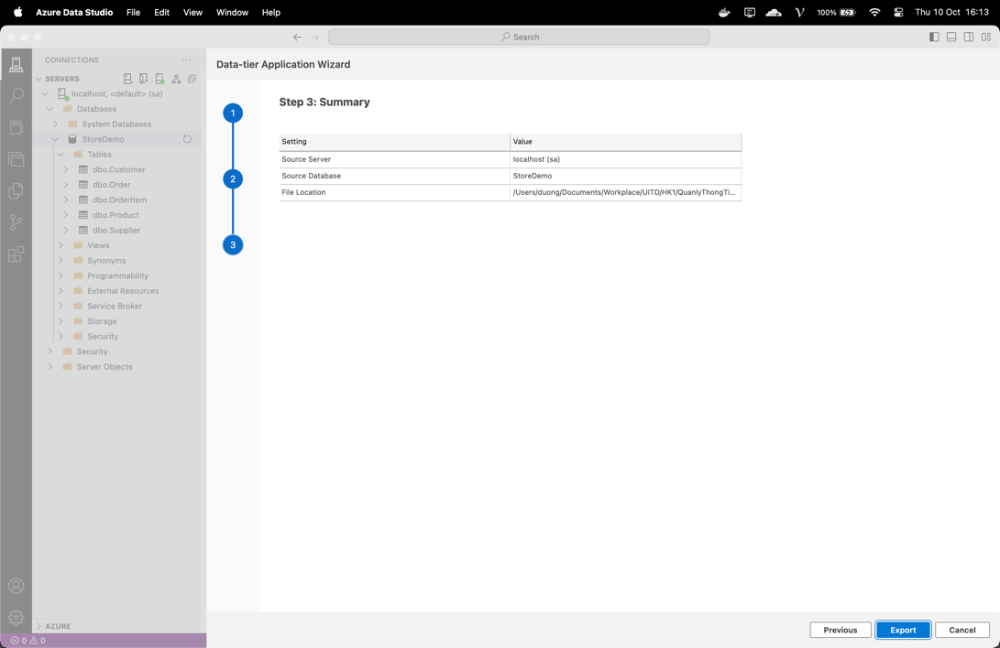 Azure Data Studio File Edit View Window Help 100% Thu 10 Oct 16:13
Search
CONNECTIONS
SERVERS
localhost, <default> (sa)
Databases
System Databases
StoreDemo
Tables
dbo.Customer
dbo.Order
dbo.OrderItem
dbo.Product
dbo.Supplier
Views
Synonyms
Programmability
External Resources
Service Broker
Storage
Security
Security
Server Objects
AZURE
0 0
Data-tier Application Wizard
1
2
3
Step 3: Summary
Setting Value
Source Server localhost (sa)
Source Database StoreDemo
File Location /Users/duong/Documents/Workplace/UITD/HK1/QuanlyThongTi...
Previous Export Cancel